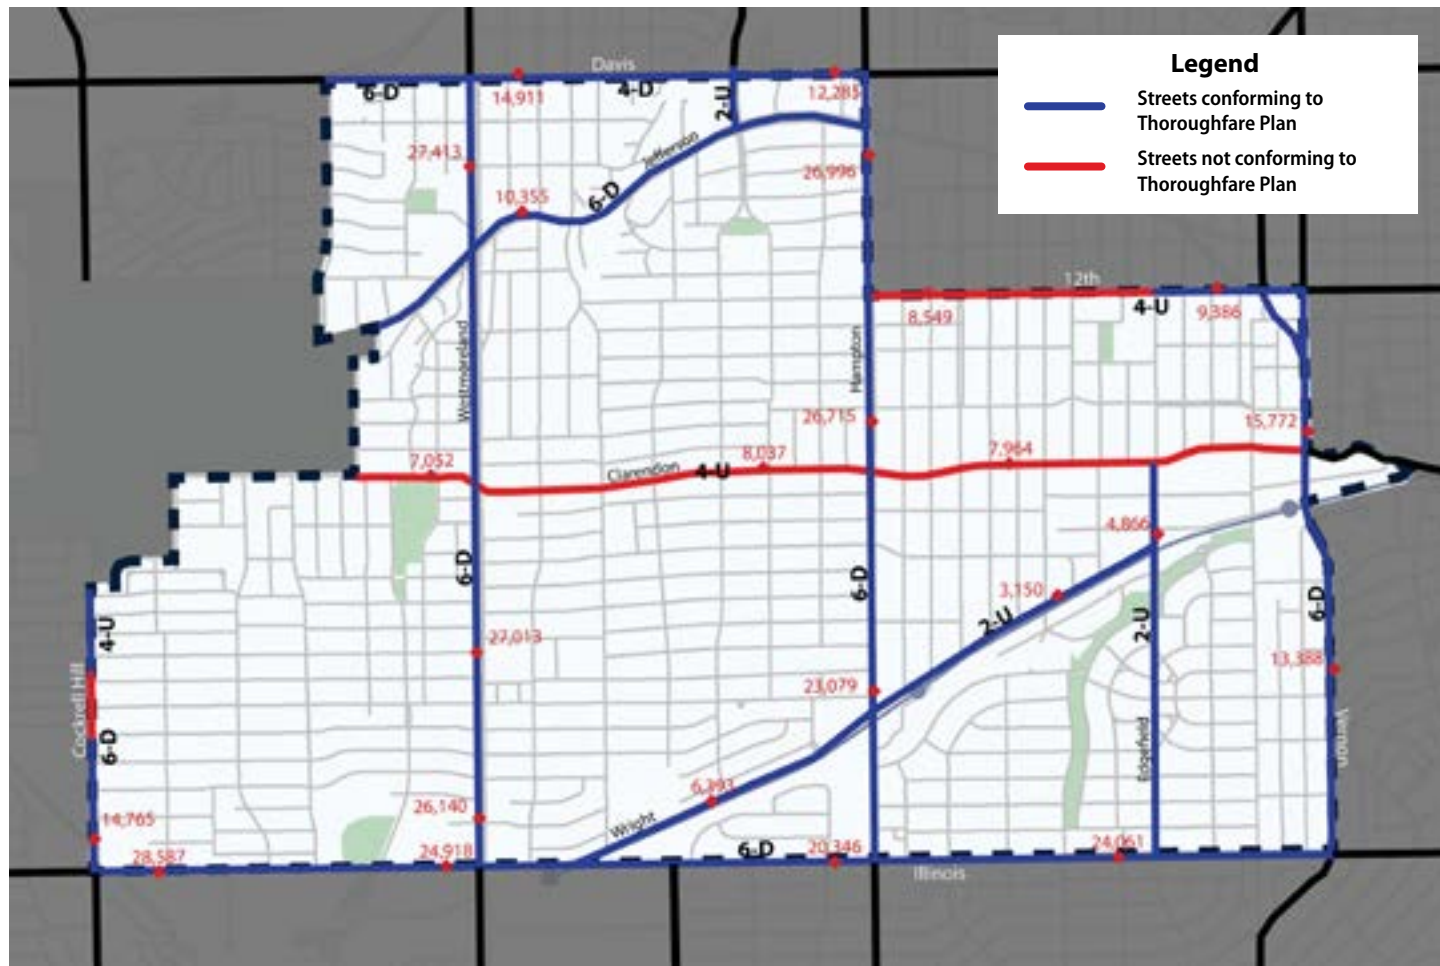 Davis
Legend
6-D
4-D
2-U
14,911
12,285
Streets conforming to
Thoroughfare Plan
Streets not conforming to
Thoroughfare Plan
27,413
Jefferson
26,996
10,355
6-D
12th
4-U
8,549
9,386
Westmoreland
Hampton
26,715
15,772
7,052
Clarendon
4-U
8,037
7,964
4,866
6-D
6-D
3,150
2-U
2-U
6-D
4-U
27,013
Cockrell Hill
23,079
13,388
6-D
Edgefield
Vernon
14,765
26,140
Wright
28,587
24,918
6-D
20,346
24,061
Illinois